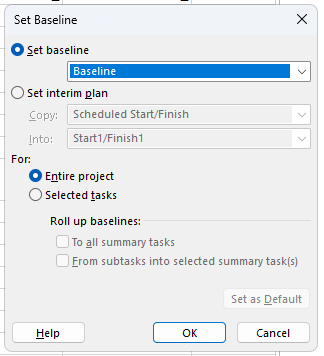 Set Baseline
Set baseline
Baseline
Set interim plan
Copy: Scheduled Start/Finish
Into: Start1/Finish1
For:
Entire project
Selected tasks
Roll up baselines:
To all summary tasks
From subtasks into selected summary task(s)
Set as Default
Help OK Cancel